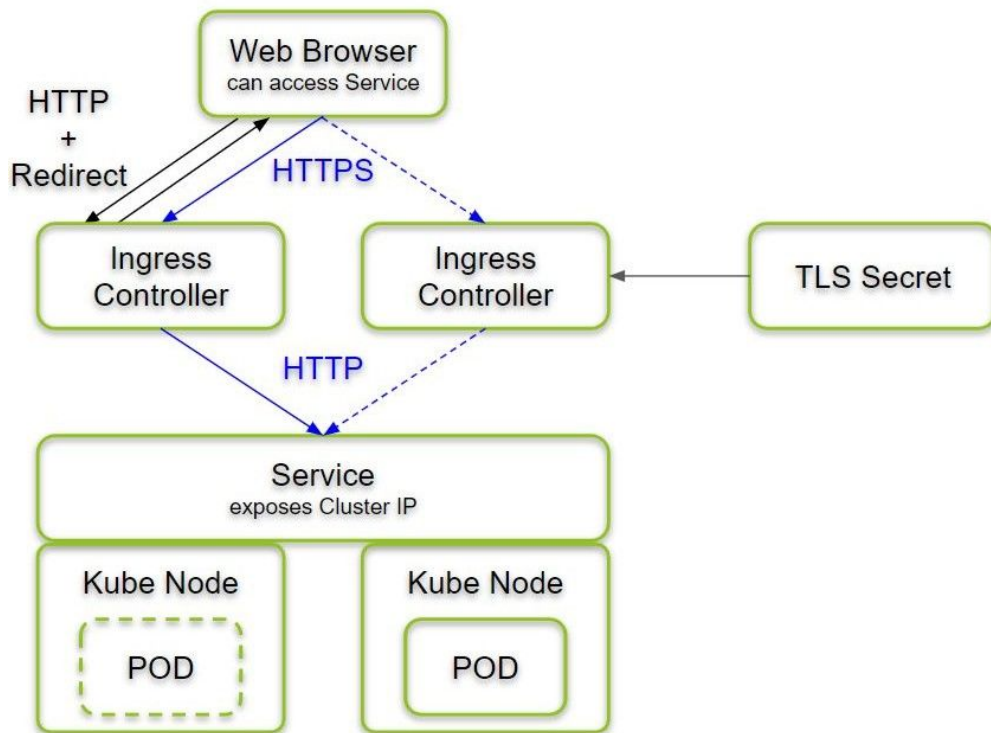 Web Browser
can access Service
HTTP
+
Redirect
HTTPS
Ingress
Controller
Ingress
Controller
TLS Secret
HTTP
Service
exposes Cluster IP
Kube Node
POD
Kube Node
POD